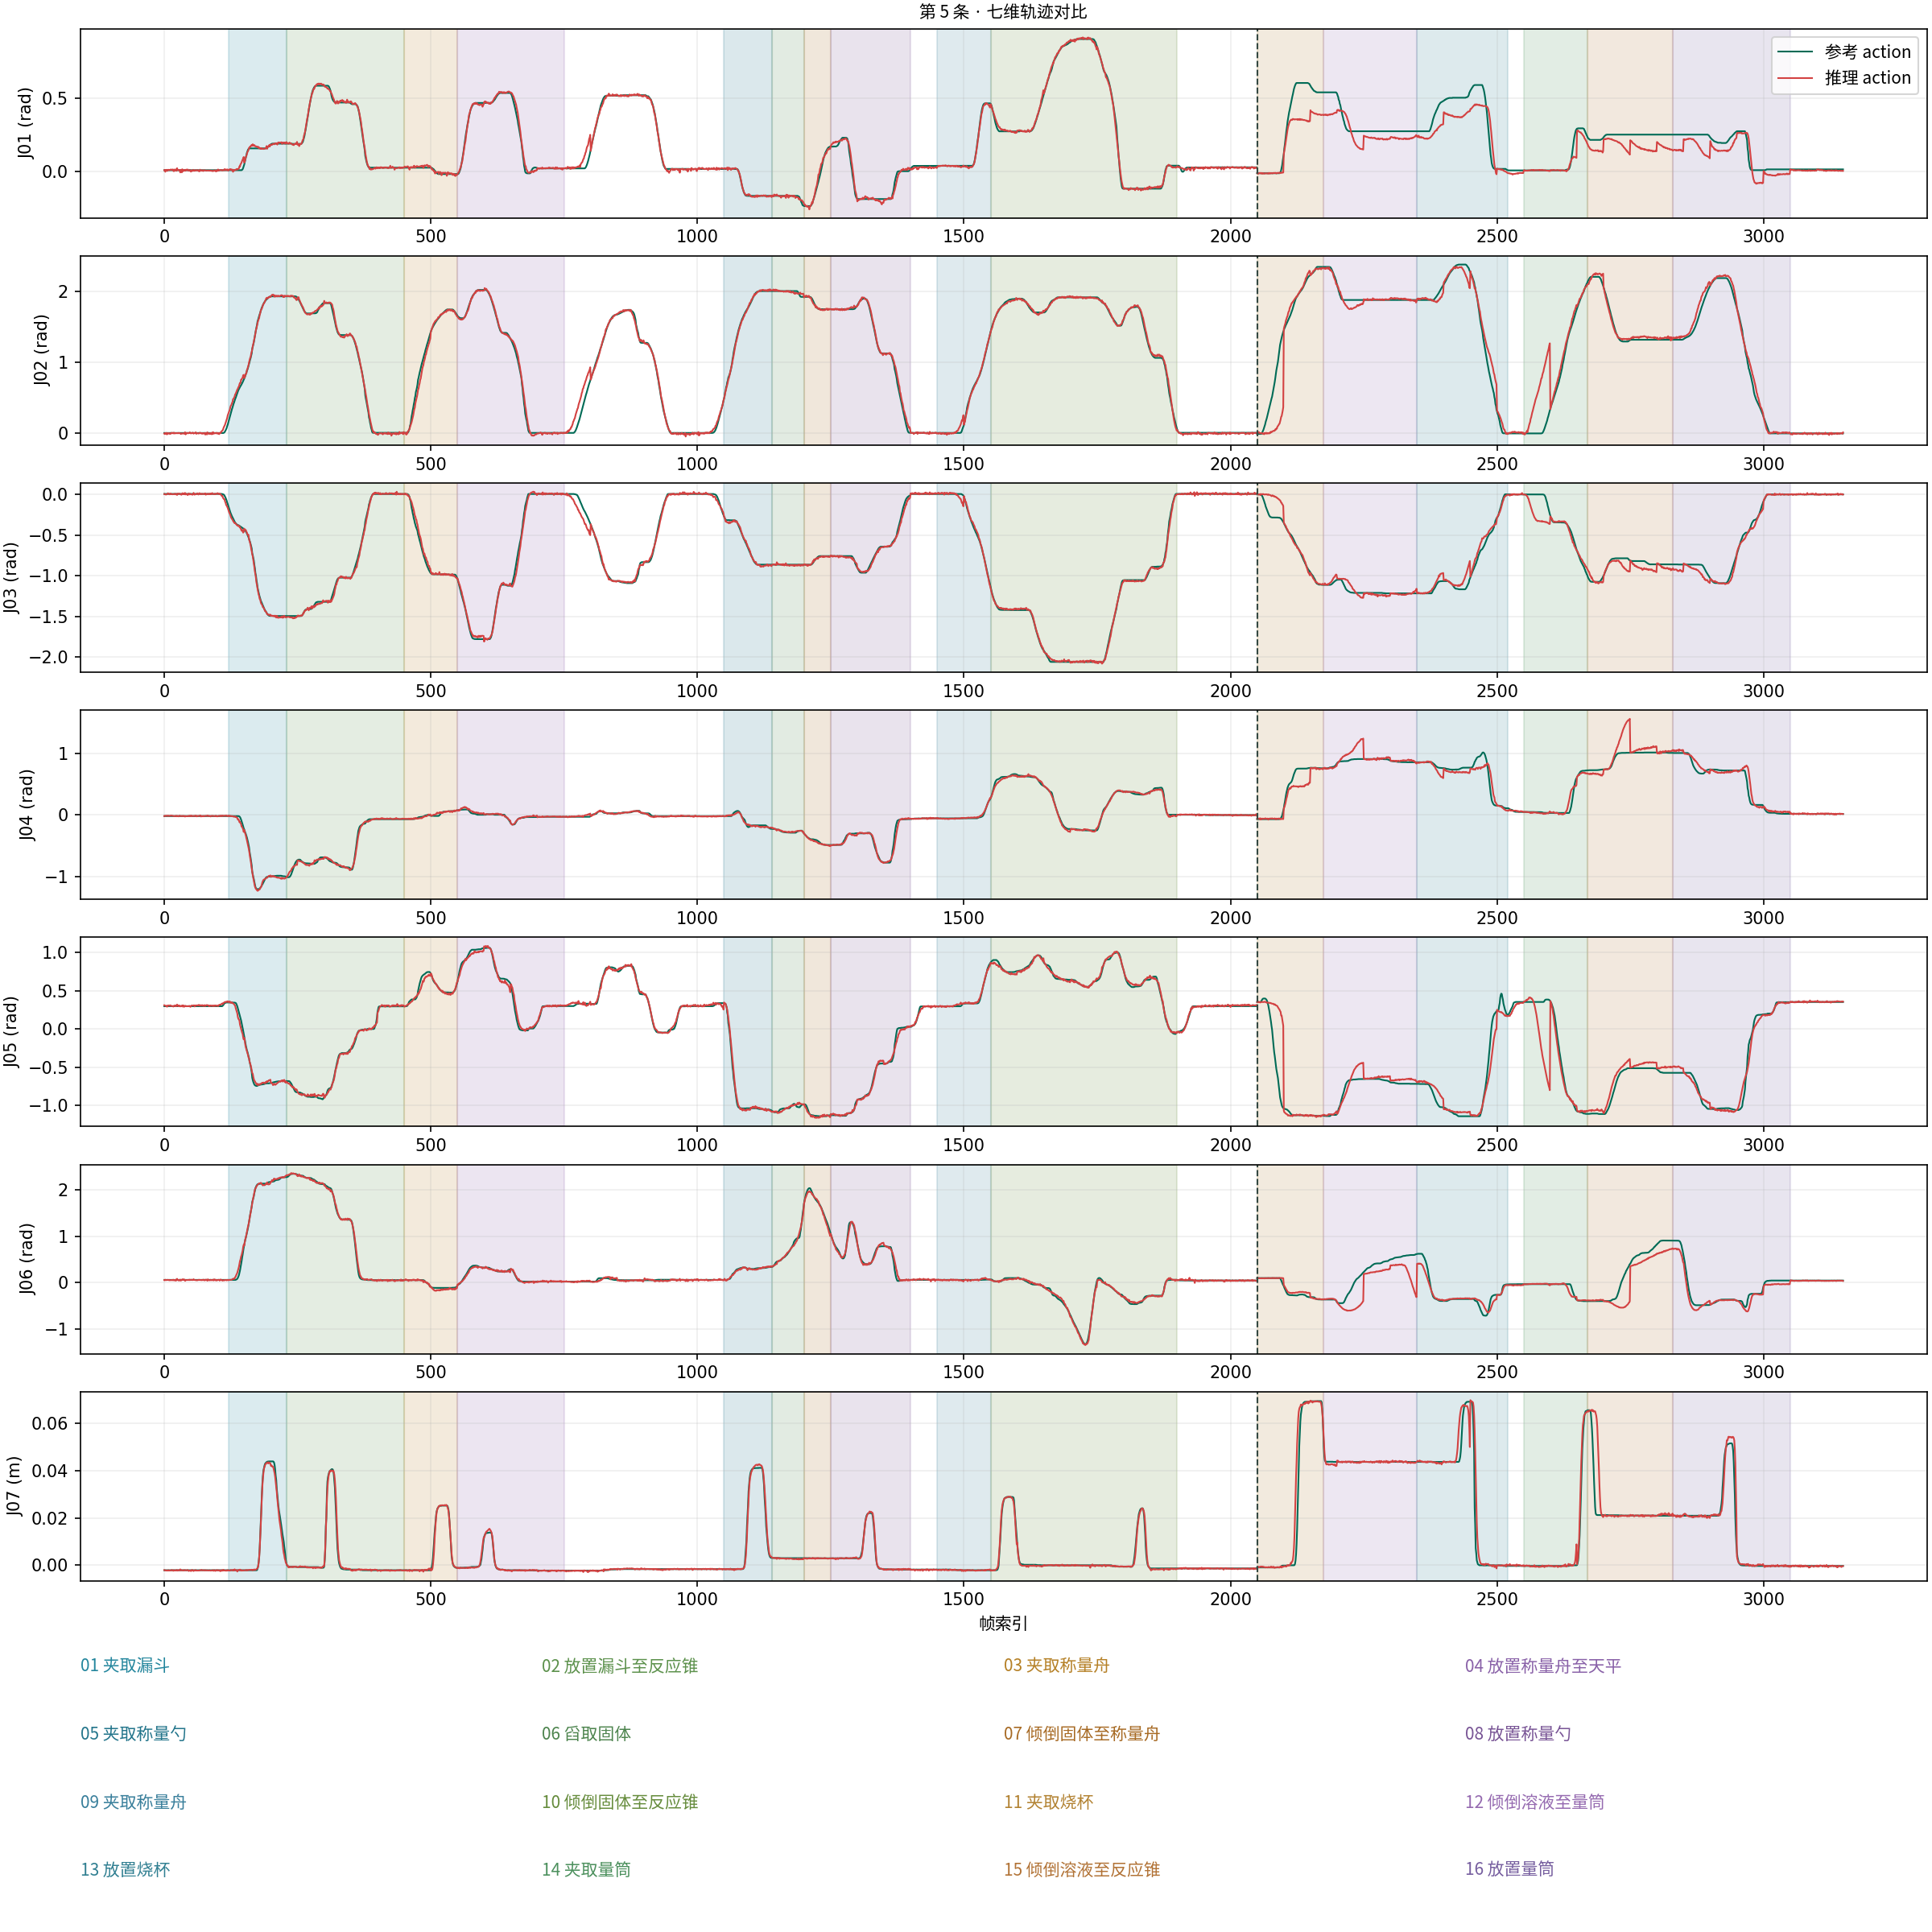 第 5 条 · 七维轨迹对比
参考 action
推理 action
J01 (rad)
0.5
0.0
0 500 1000 1500 2000 2500 3000
J02 (rad)
2
1
0
0 500 1000 1500 2000 2500 3000
J03 (rad)
0.0
−0.5
−1.0
−1.5
−2.0
0 500 1000 1500 2000 2500 3000
J04 (rad)
1
0
−1
0 500 1000 1500 2000 2500 3000
J05 (rad)
1.0
0.5
0.0
−0.5
−1.0
0 500 1000 1500 2000 2500 3000
J06 (rad)
2
1
0
−1
0 500 1000 1500 2000 2500 3000
J07 (m)
0.06
0.04
0.02
0.00
0 500 1000 1500 2000 2500 3000
帧索引
01 夹取漏斗 02 放置漏斗至反应锥 03 夹取称量舟 04 放置称量舟至天平
05 夹取称量勺 06 舀取固体 07 倾倒固体至称量舟 08 放置称量勺
09 夹取称量舟 10 倾倒固体至反应锥 11 夹取烧杯 12 倾倒溶液至量筒
13 放置烧杯 14 夹取量筒 15 倾倒溶液至反应锥 16 放置量筒